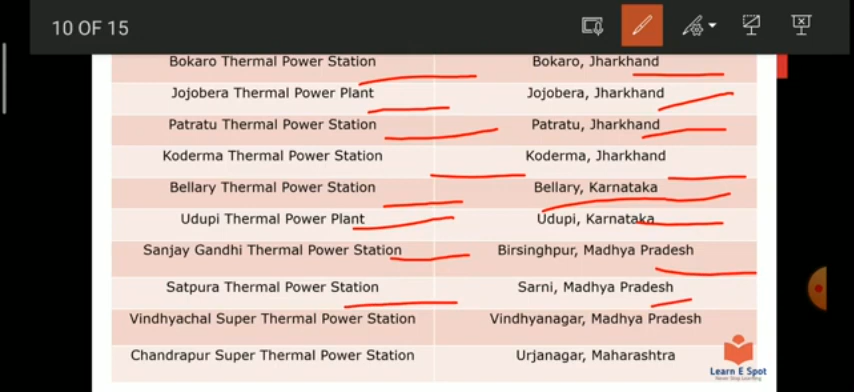 10 OF 15
Bokaro Thermal Power Station Bokaro, Jharkhand
Jojobera Thermal Power Plant Jojobera, Jharkhand
Patratu Thermal Power Station Patratu, Jharkhand
Koderma Thermal Power Station Koderma, Jharkhand
Bellary Thermal Power Station Bellary, Karnataka
Udupi Thermal Power Plant Udupi, Karnataka
Sanjay Gandhi Thermal Power Station Birsinghpur, Madhya Pradesh
Satpura Thermal Power Station Sarni, Madhya Pradesh
Vindhyachal Super Thermal Power Station Vindhyanagar, Madhya Pradesh
Chandrapur Super Thermal Power Station Urjanagar, Maharashtra
Learn E Spot
Never Stop Learning